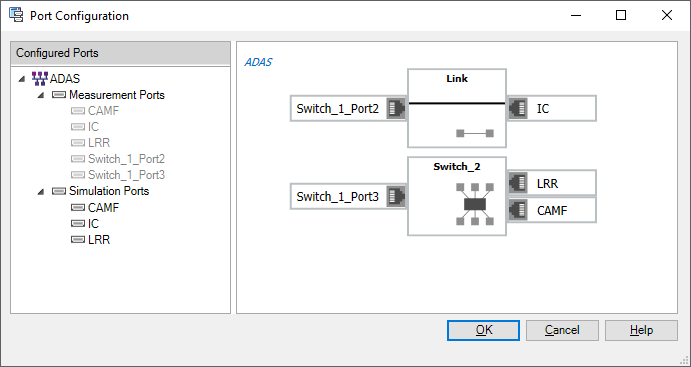 Port Configuration
Configured Ports
ADAS
Measurement Ports
CAMF
IC
LRR
Switch_1_Port2
Switch_1_Port3
Simulation Ports
CAMF
IC
LRR
ADAS
Link
Switch_1_Port2
IC
Switch_2
Switch_1_Port3
LRR
CAMF
OK
Cancel
Help